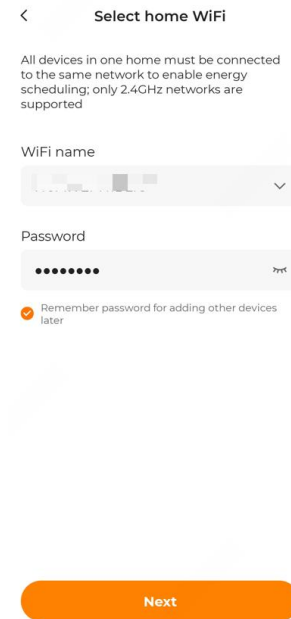 Select home WiFi
All devices in one home must be connected
to the same network to enable energy
scheduling; only 2.4GHz networks are
supported
WiFi name
Password
••••••••
Remember password for adding other devices
later
Next